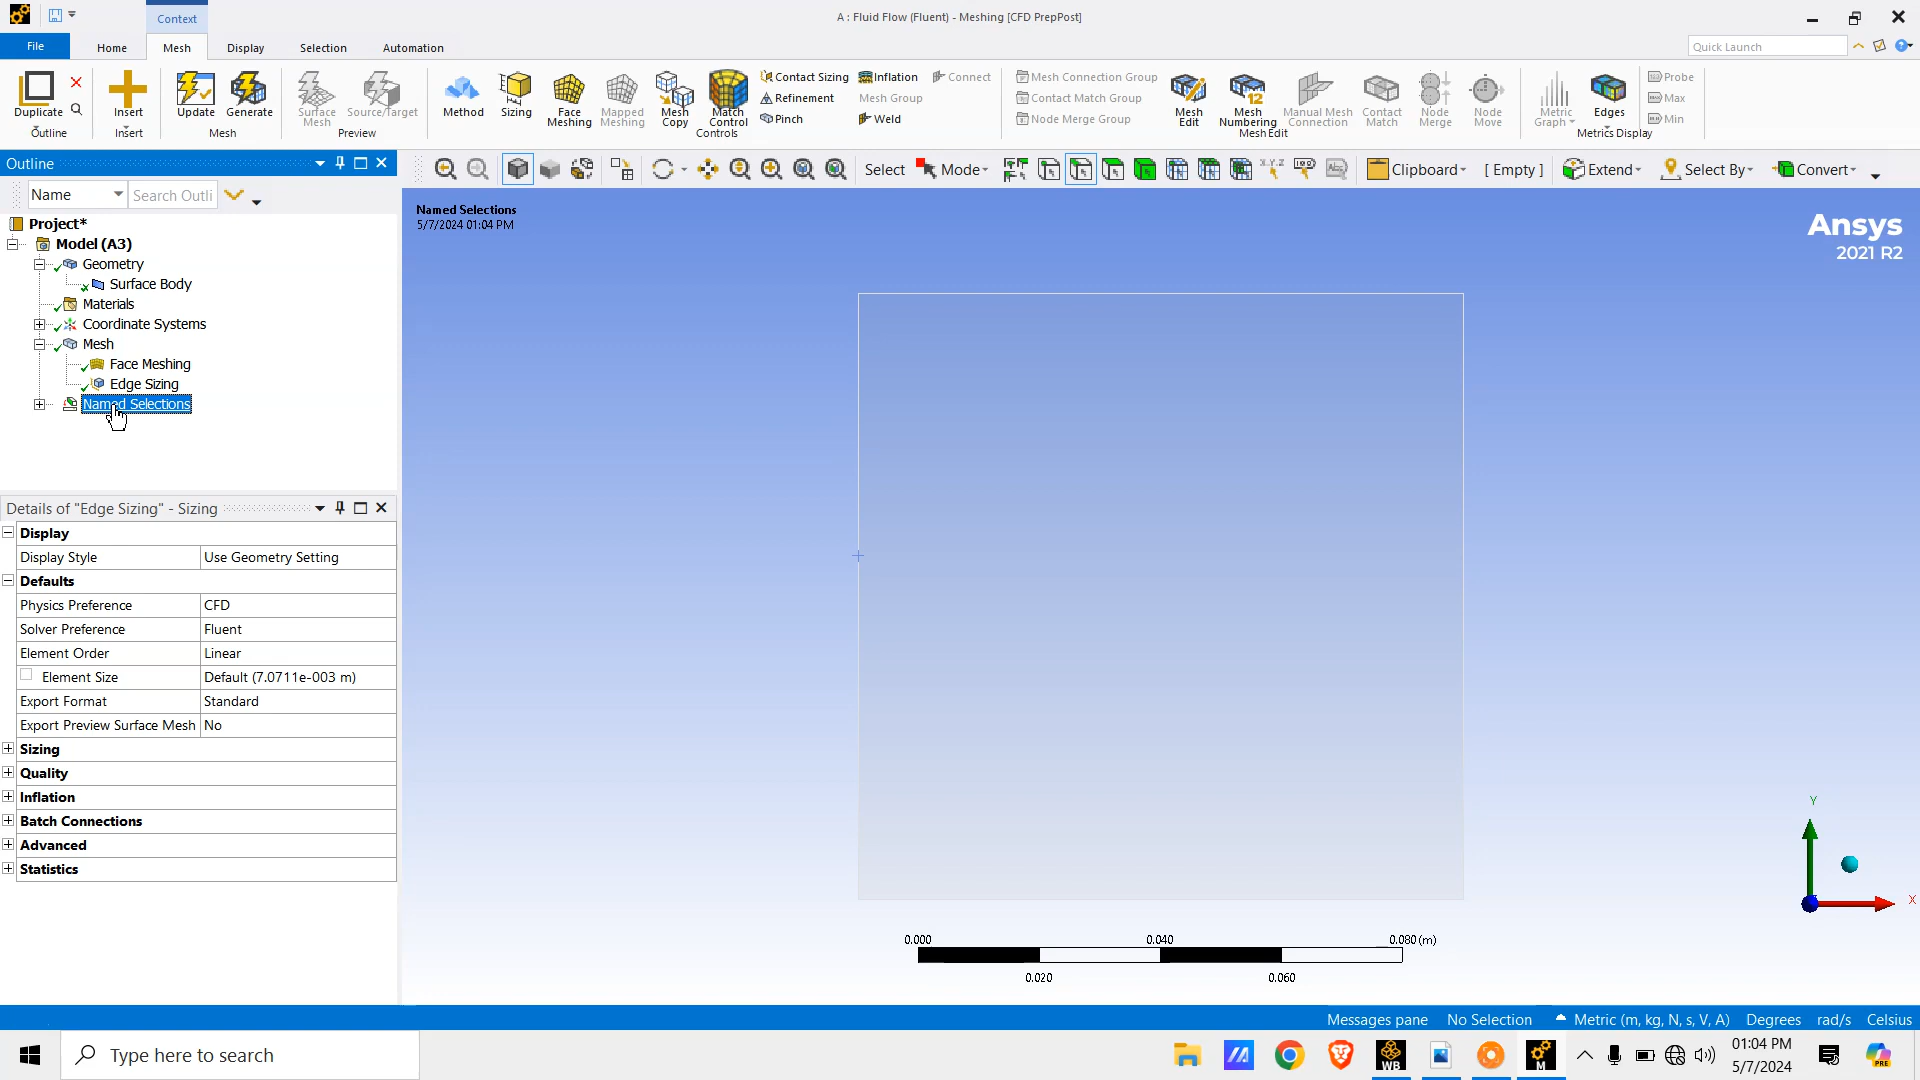 Context
A : Fluid Flow (Fluent) - Meshing [CFD PrepPost]
File
Home
Mesh
Display
Selection
Automation
Quick Launch
Duplicate
Outline
Insert
Insert
Update
Generate
Mesh
Surface Mesh
Source/Target
Preview
Method
Sizing
Face Meshing
Mapped Meshing
Mesh Copy
Match Control
Contact Sizing
Refinement
Pinch
Inflation
Mesh Group
Weld
Connect
Controls
Mesh Connection Group
Contact Match Group
Node Merge Group
Mesh Edit
Mesh Numbering
Manual Mesh Connection
Contact Match
Node Merge
Node Move
Mesh Edit
Metric Graph
Edges
Probe
Max
Min
Metrics Display
Outline
Name
Search Outli
Select
Mode
Clipboard
[ Empty ]
Extend
Select By
Convert
Project*
Model (A3)
Geometry
Surface Body
Materials
Coordinate Systems
Mesh
Face Meshing
Edge Sizing
Named Selections
Named Selections
5/7/2024 01:04 PM
Ansys
2021 R2
Details of "Edge Sizing" - Sizing
Display
Display Style Use Geometry Setting
Defaults
Physics Preference CFD
Solver Preference Fluent
Element Order Linear
Element Size Default (7.0711e-003 m)
Export Format Standard
Export Preview Surface Mesh No
Sizing
Quality
Inflation
Batch Connections
Advanced
Statistics
Y
X
0.000 0.040 0.080 (m)
0.020 0.060
Messages pane
No Selection
Metric (m, kg, N, s, V, A)
Degrees
rad/s
Celsius
Type here to search
WB
M
01:04 PM
5/7/2024
PRE